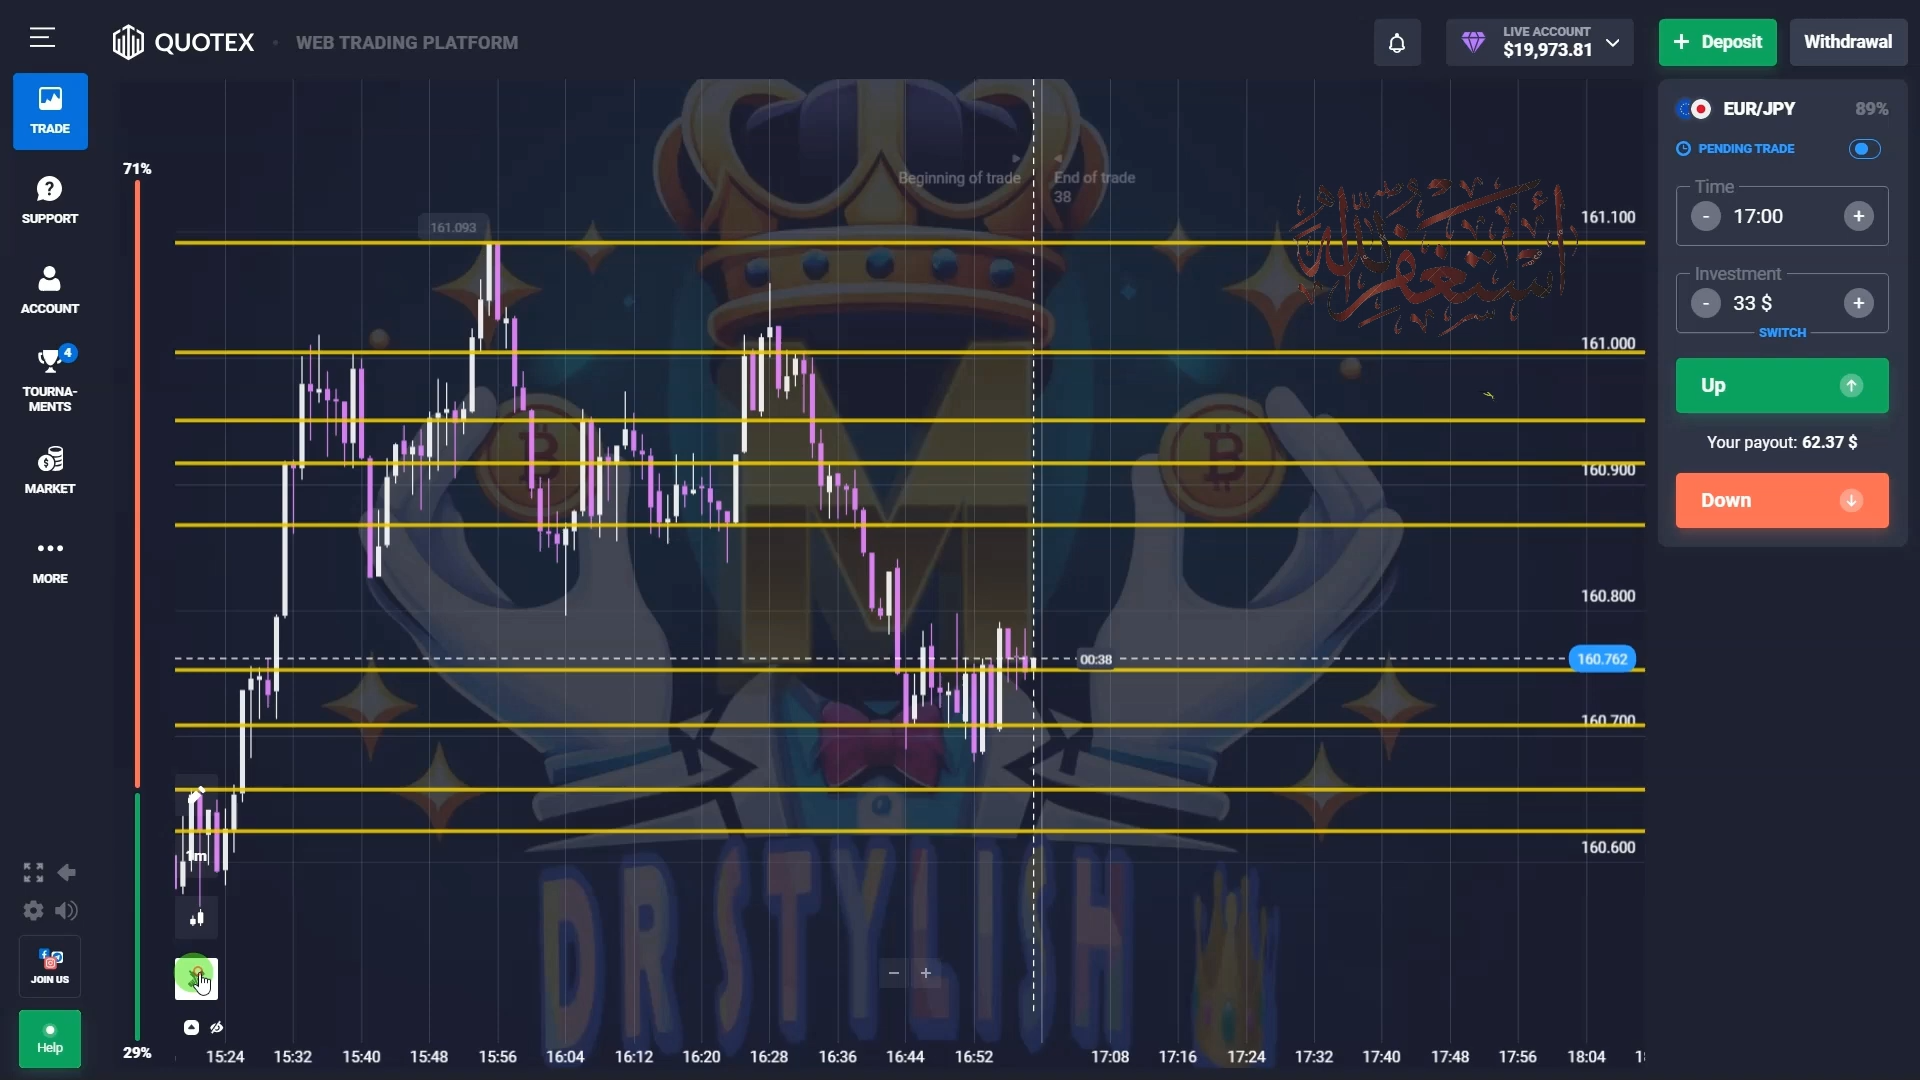 QUOTEX
WEB TRADING PLATFORM
LIVE ACCOUNT
$19,973.81
Deposit
Withdrawal
TRADE
SUPPORT
ACCOUNT
4
TOURNA-
MENTS
MARKET
MORE
JOIN US
Help
71%
29%
161.093
Beginning of trade
End of trade
38
أستغفر الله
161.100
161.000
160.900
160.800
00:38
160.762
160.700
160.600
1m
M
DR STYLISH
15:24 15:32 15:40 15:48 15:56 16:04 16:12 16:20 16:28 16:36 16:44 16:52 17:08 17:16 17:24 17:32 17:40 17:48 17:56 18:04
EUR/JPY 89%
PENDING TRADE
Time
- 17:00 +
Investment
- 33 $ +
SWITCH
Up
Your payout: 62.37 $
Down